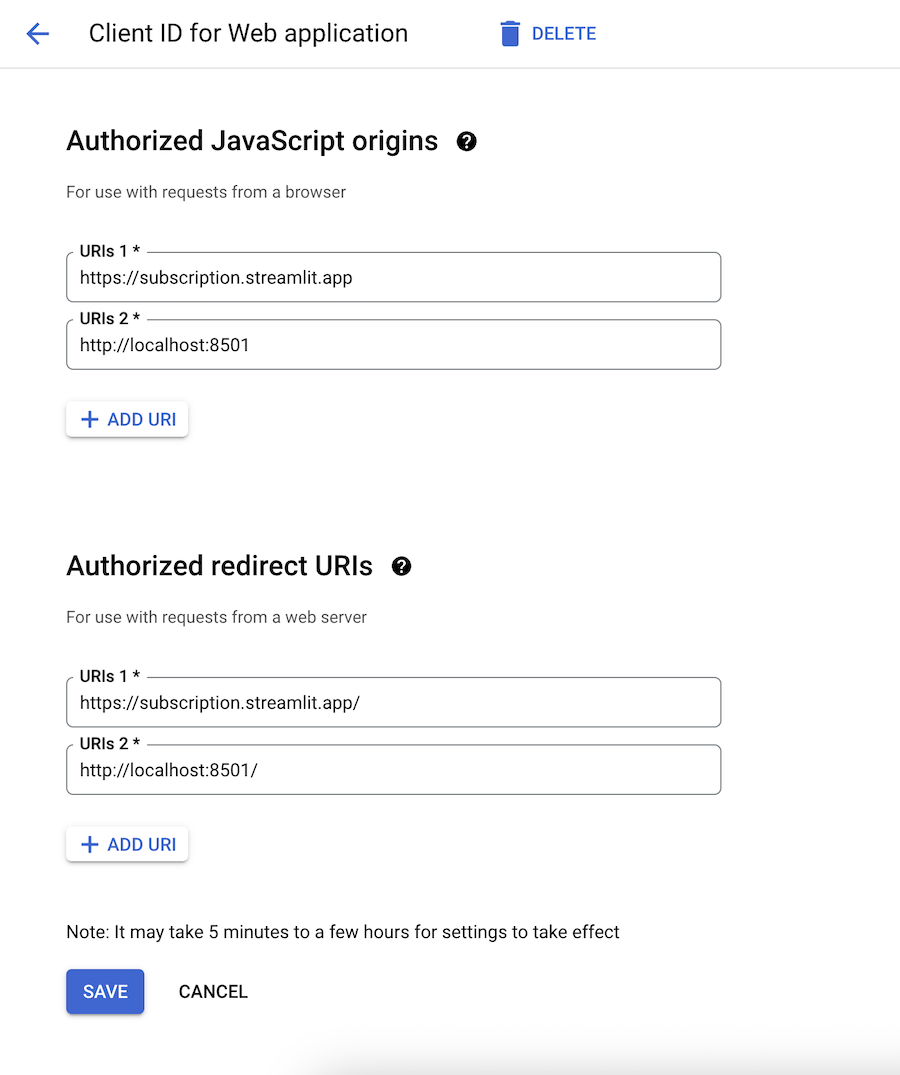 Client ID for Web application
DELETE
Authorized JavaScript origins
For use with requests from a browser
URIs 1 *
https://subscription.streamlit.app
URIs 2 *
http://localhost:8501
+ ADD URI
Authorized redirect URIs
For use with requests from a web server
URIs 1 *
https://subscription.streamlit.app/
URIs 2 *
http://localhost:8501/
+ ADD URI
Note: It may take 5 minutes to a few hours for settings to take effect
SAVE
CANCEL